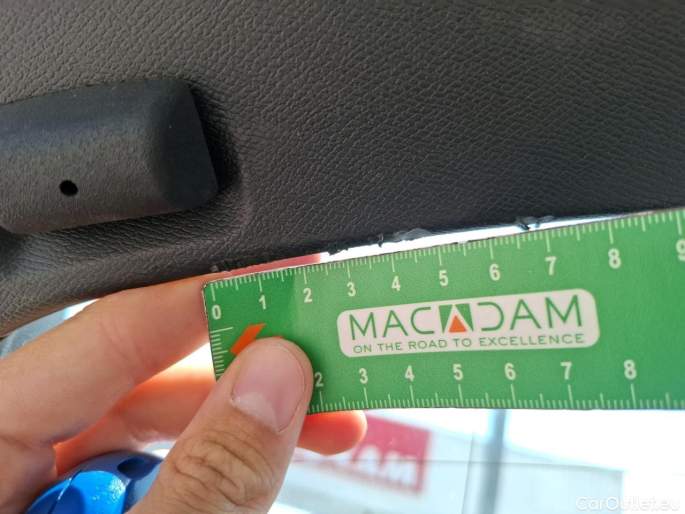 0 1 2 3 4 5 6 7 8 9
MACADAM
ON THE ROAD TO EXCELLENCE
2 3 4 5 6 7 8
CarOutlet.eu